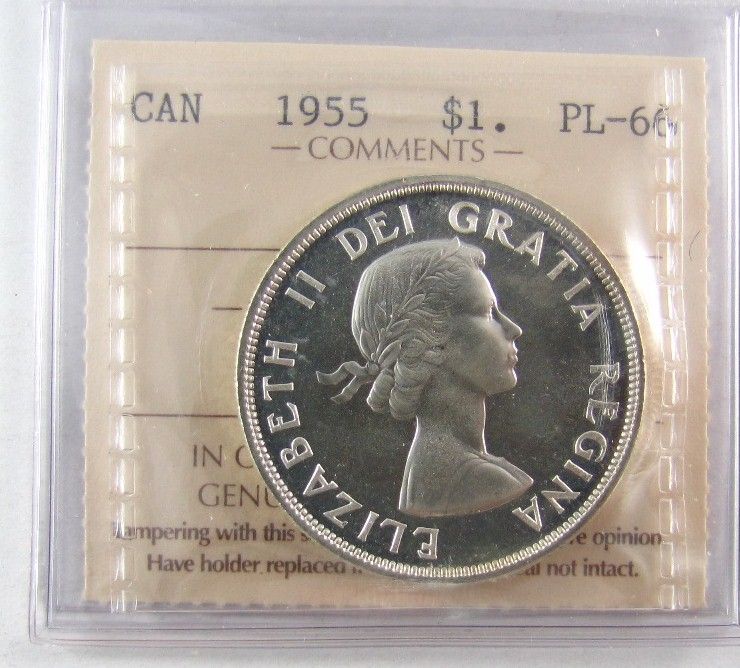 CAN 1955 $1. PL-66
— COMMENTS —
ELIZABETH II DEI GRATIA REGINA
IN
GENU
Tampering with this opinion
Have holder replaced not intact.